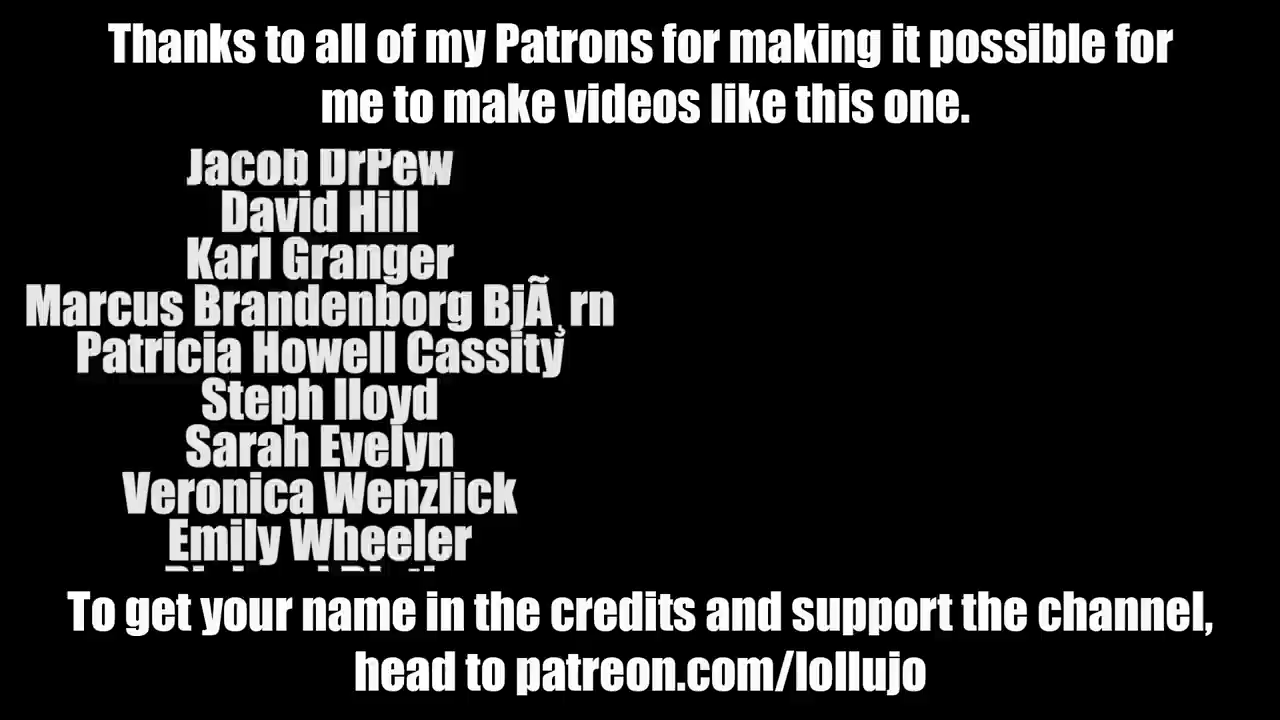 Thanks to all of my Patrons for making it possible for
me to make videos like this one.
Jacob DrPew
David Hill
Karl Granger
Marcus Brandenborg BjÃ¸rn
Patricia Howell Cassity
Steph lloyd
Sarah Evelyn
Veronica Wenzlick
Emily Wheeler
To get your name in the credits and support the channel,
head to patreon.com/lollujo